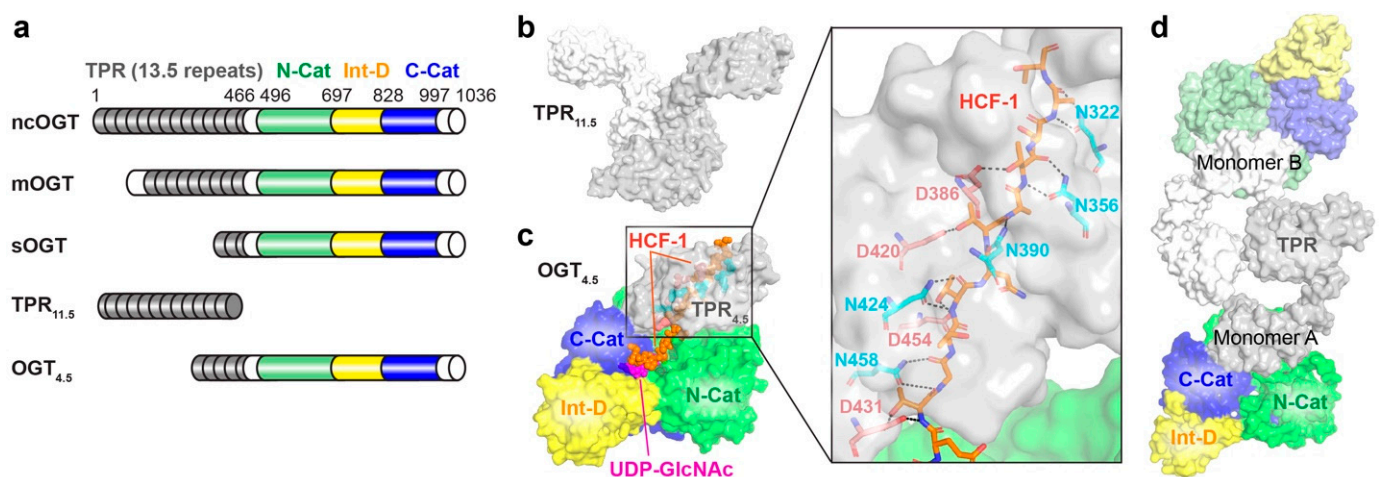 a
TPR (13.5 repeats) N-Cat Int-D C-Cat
1 466 496 697 828 997 1036
ncOGT
mOGT
sOGT
TPR11.5
OGT4.5
b
TPR11.5
c
HCF-1
OGT4.5
TPR4.5
C-Cat
N-Cat
Int-D
UDP-GlcNAc
HCF-1
N322
D386
N356
D420
N390
N424
D454
N458
D431
d
Monomer B
TPR
Monomer A
C-Cat
N-Cat
Int-D